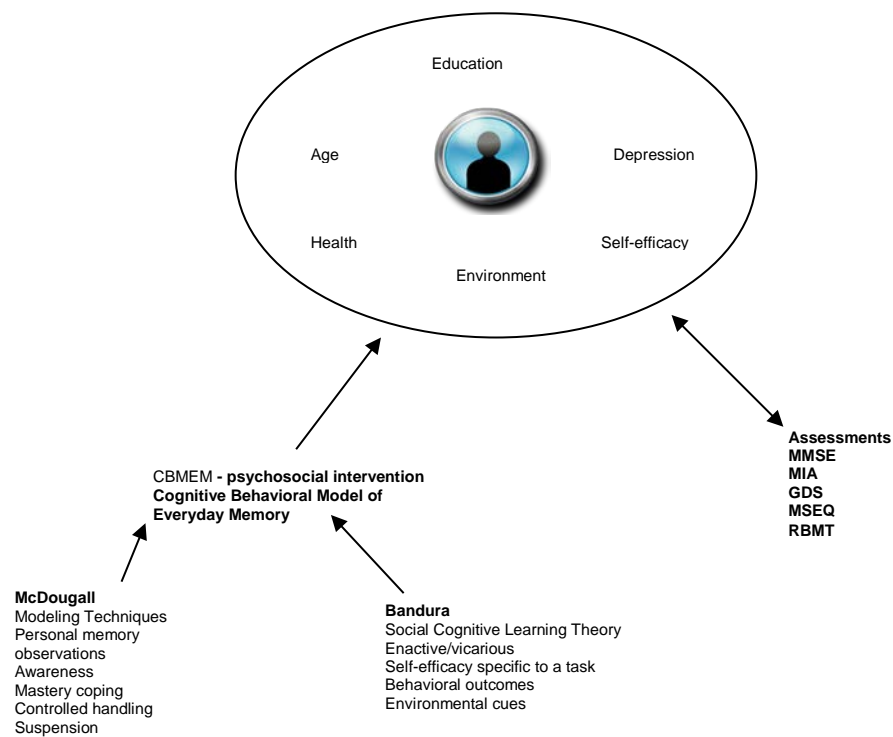 Education
Age
Depression
Health
Self-efficacy
Environment
CBMEM - psychosocial intervention
Cognitive Behavioral Model of
Everyday Memory
Assessments
MMSE
MIA
GDS
MSEQ
RBMT
McDougall
Modeling Techniques
Personal memory
observations
Awareness
Mastery coping
Controlled handling
Suspension
Bandura
Social Cognitive Learning Theory
Enactive/vicarious
Self-efficacy specific to a task
Behavioral outcomes
Environmental cues